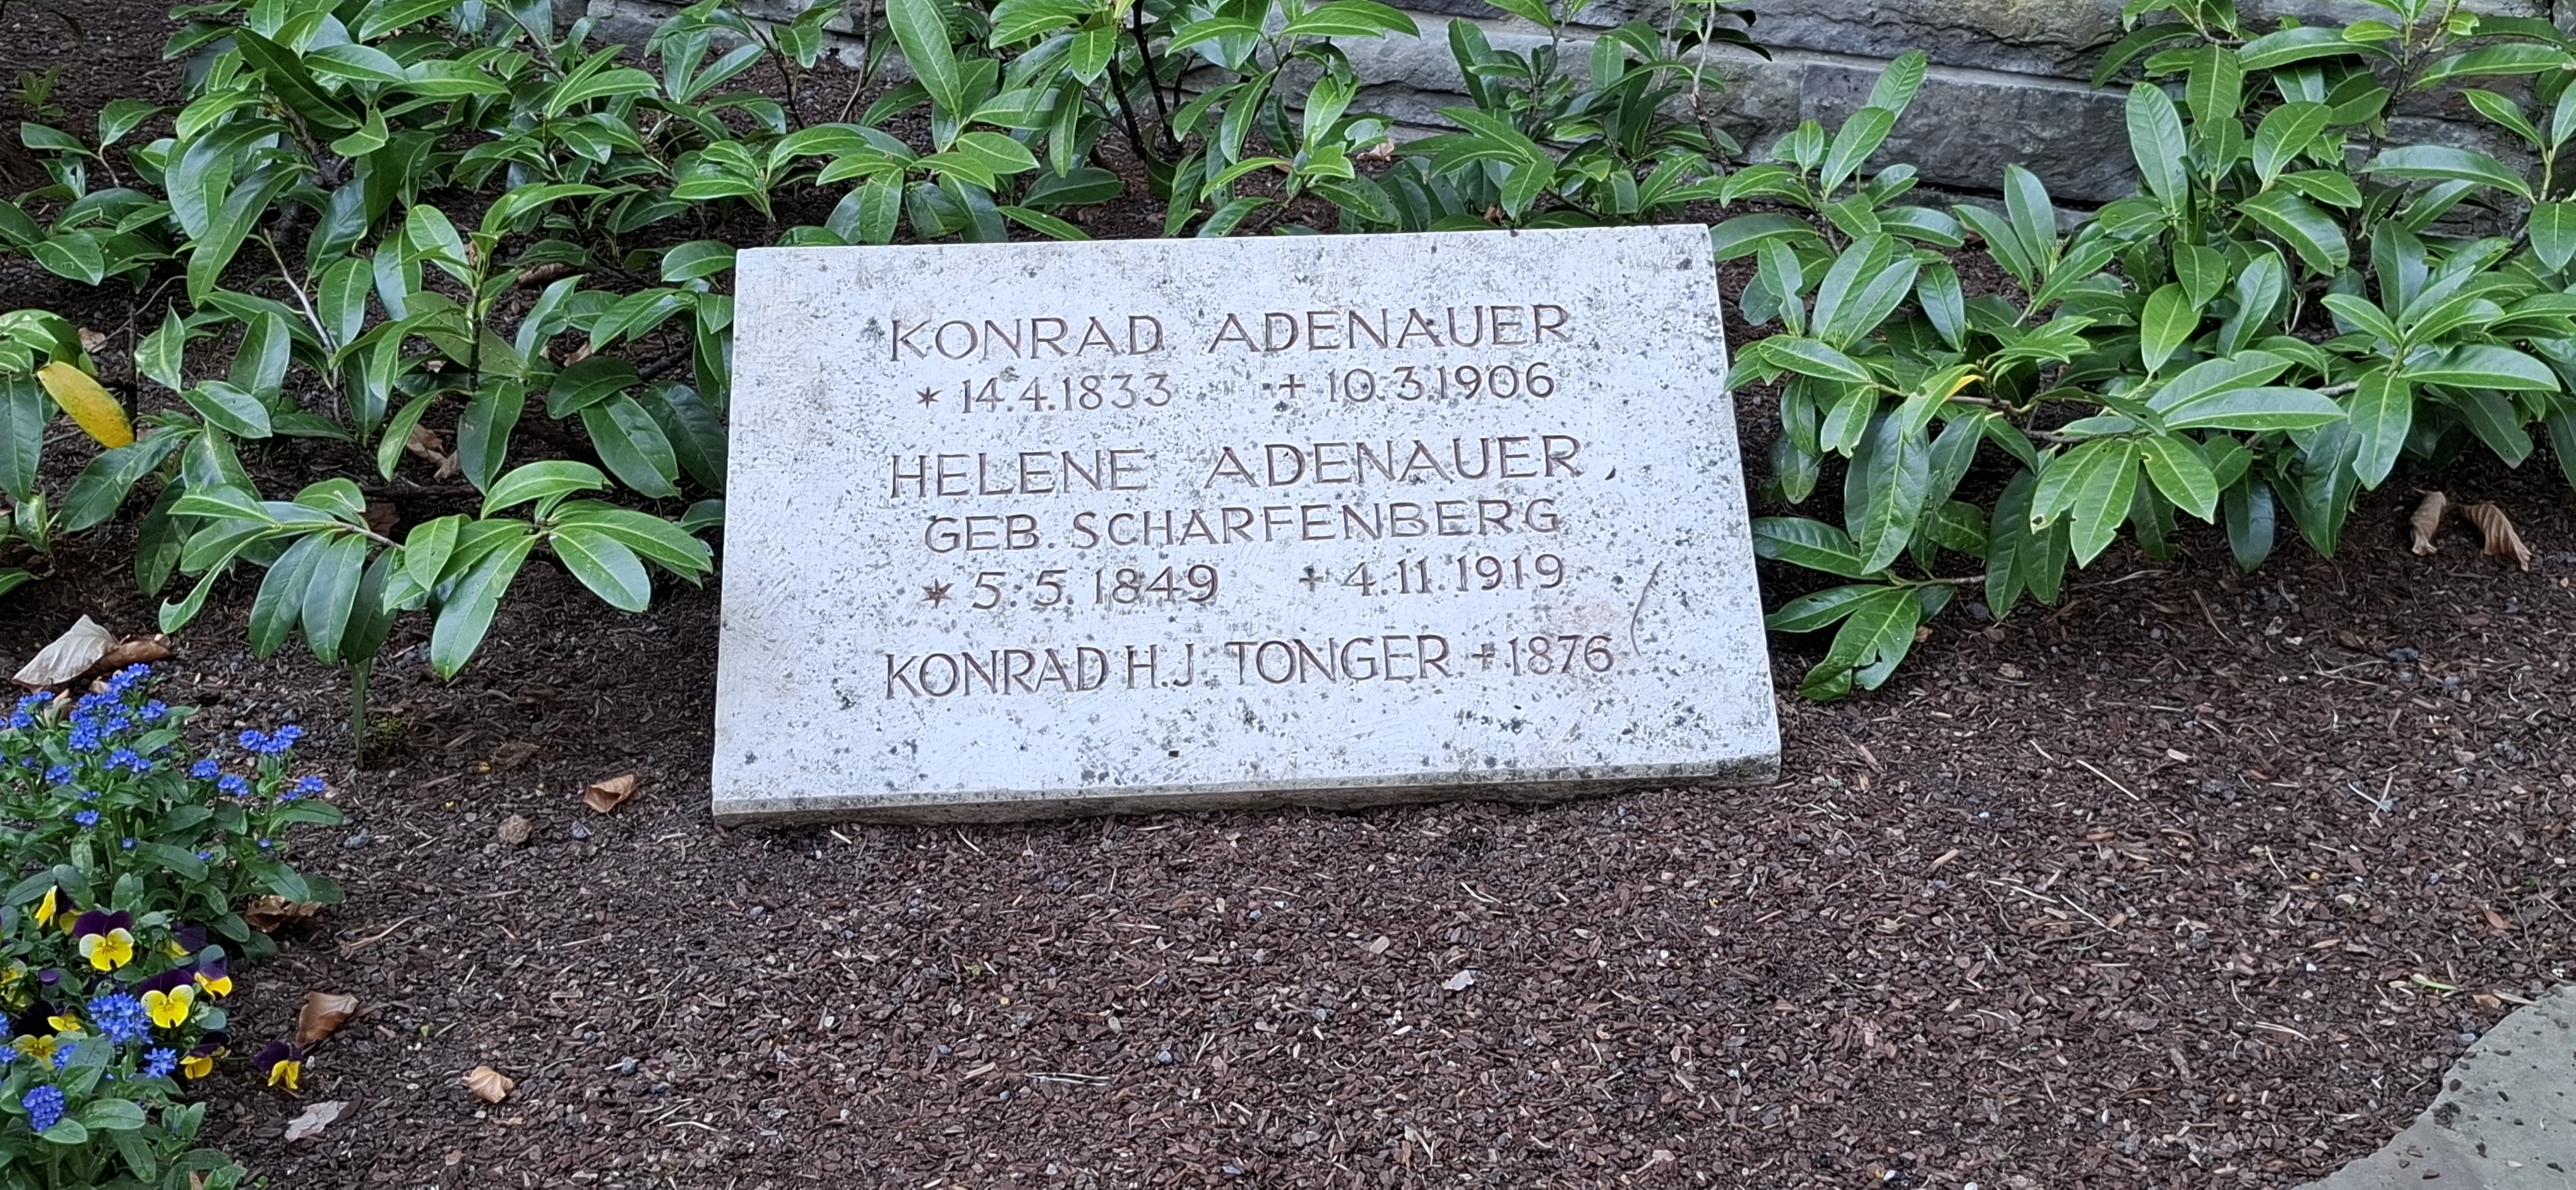 KONRAD ADENAUER
* 14.4.1833 + 10.3.1906
HELENE ADENAUER,
GEB. SCHARFENBERG
* 5.5.1849 + 4.11.1919
KONRAD H.J. TONGER + 1876